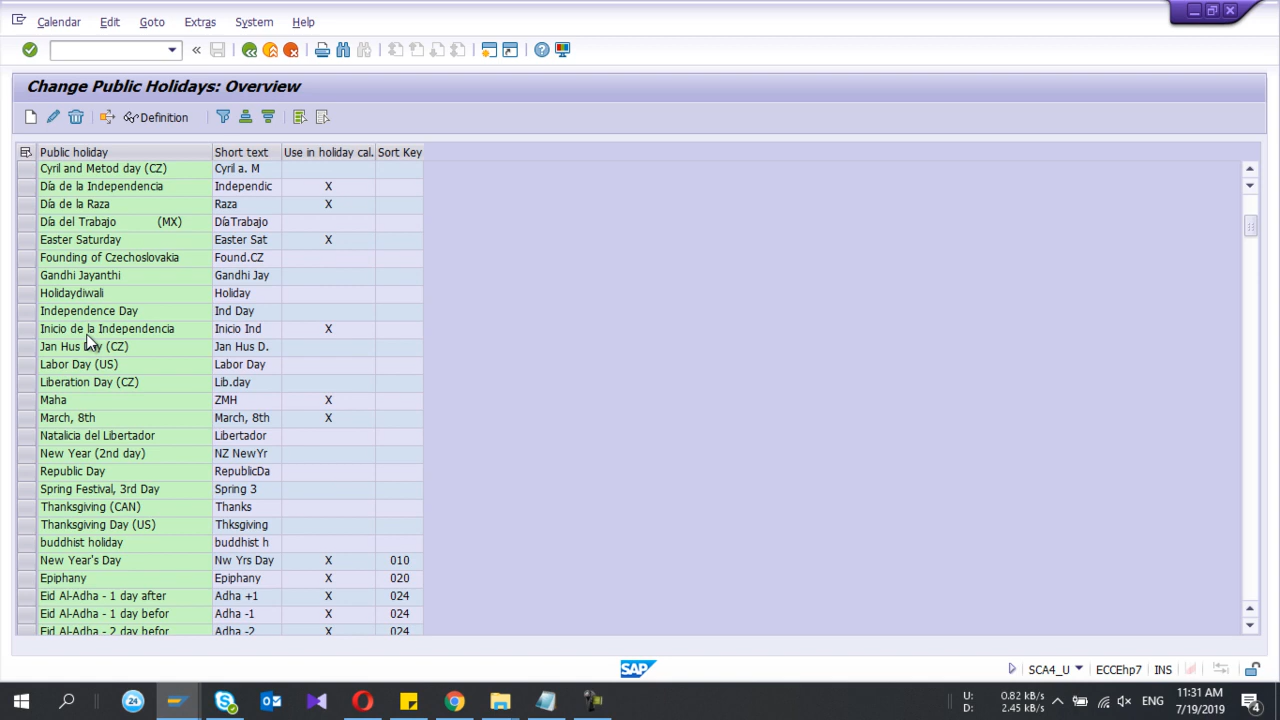 Calendar Edit Goto Extras System Help
Change Public Holidays: Overview
Definition
Public holiday Short text Use in holiday cal. Sort Key
Cyril and Metod day (CZ) Cyril a. M
Día de la Independencia Independic X
Día de la Raza Raza X
Día del Trabajo (MX) DíaTrabajo
Easter Saturday Easter Sat X
Founding of Czechoslovakia Found.CZ
Gandhi Jayanthi Gandhi Jay
Holidaydiwali Holiday
Independence Day Ind Day
Inicio de la Independencia Inicio Ind X
Jan Hus Day (CZ) Jan Hus D.
Labor Day (US) Labor Day
Liberation Day (CZ) Lib.day
Maha ZMH X
March, 8th March, 8th X
Natalicia del Libertador Libertador
New Year (2nd day) NZ NewYr
Republic Day RepublicDa
Spring Festival, 3rd Day Spring 3
Thanksgiving (CAN) Thanks
Thanksgiving Day (US) Thksgiving
buddhist holiday buddhist h
New Year's Day Nw Yrs Day X 010
Epiphany Epiphany X 020
Eid Al-Adha - 1 day after Adha +1 X 024
Eid Al-Adha - 1 day befor Adha -1 X 024
Eid Al-Adha - 2 day befor Adha -2 X 024
SAP SCA4_U ECCEhp7 INS
24 U: 0.82 kB/s ENG 11:31 AM
D: 2.45 kB/s 7/19/2019 4